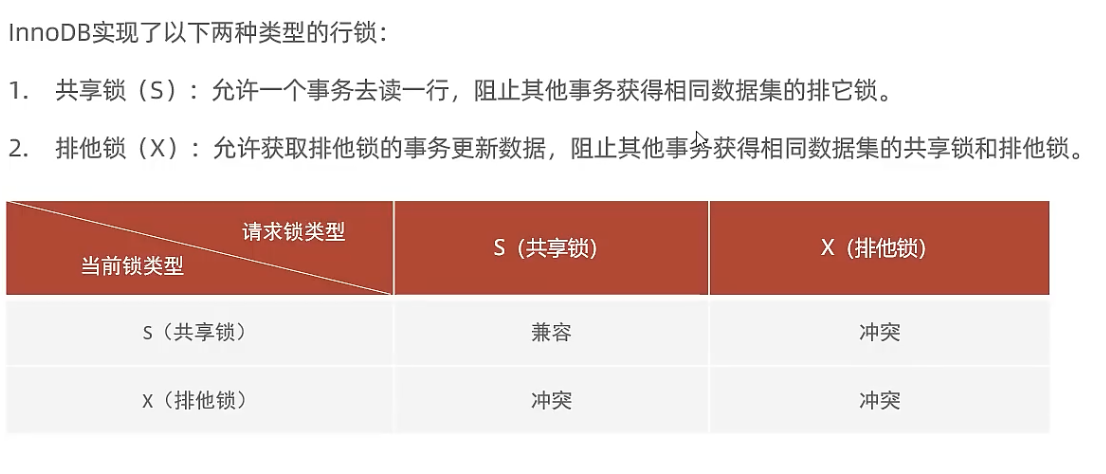 InnoDB实现了以下两种类型的行锁：
1. 共享锁（S）：允许一个事务去读一行，阻止其他事务获得相同数据集的排它锁。
2. 排他锁（X）：允许获取排他锁的事务更新数据，阻止其他事务获得相同数据集的共享锁和排他锁。
请求锁类型
当前锁类型
S（共享锁） X（排他锁）
S（共享锁） 兼容 冲突
X（排他锁） 冲突 冲突